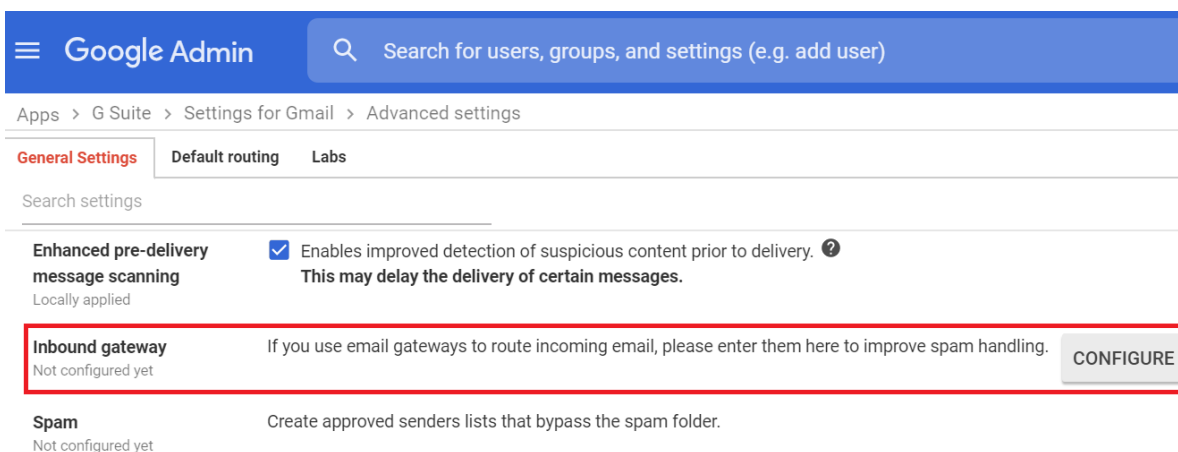 Google Admin
Search for users, groups, and settings (e.g. add user)
Apps > G Suite > Settings for Gmail > Advanced settings
General Settings Default routing Labs
Search settings
Enhanced pre-delivery
message scanning
Locally applied
Enables improved detection of suspicious content prior to delivery. ?
This may delay the delivery of certain messages.
Inbound gateway
Not configured yet
If you use email gateways to route incoming email, please enter them here to improve spam handling.
CONFIGURE
Spam
Not configured yet
Create approved senders lists that bypass the spam folder.